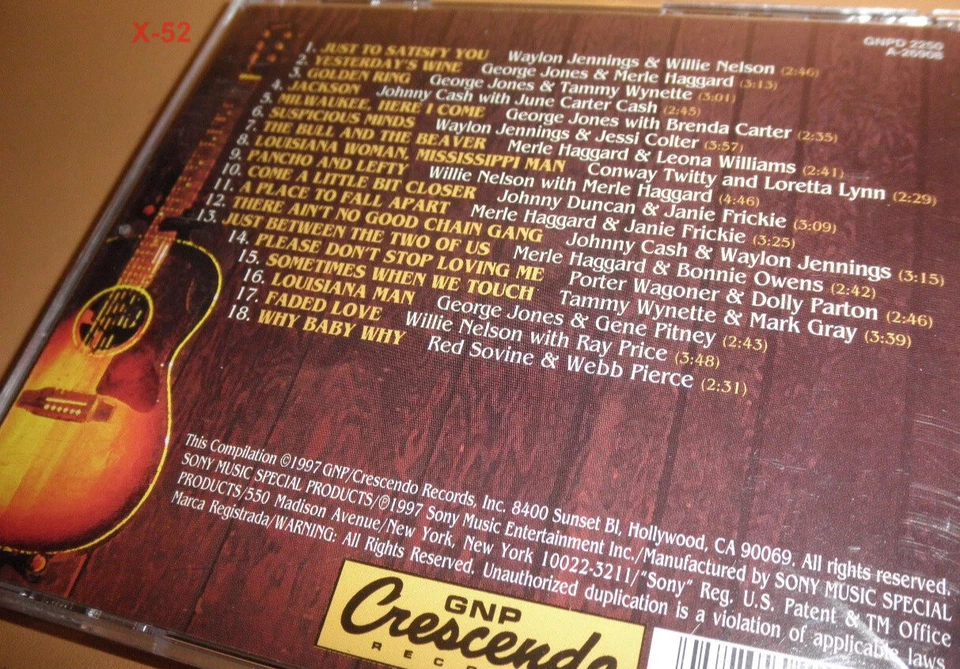 X-52
GNPD 2250
A-26908
1. JUST TO SATISFY YOU Waylon Jennings & Willie Nelson (2:46)
2. YESTERDAY'S WINE George Jones & Merle Haggard (3:13)
3. GOLDEN RING George Jones & Tammy Wynette (3:01)
4. JACKSON Johnny Cash with June Carter Cash (2:45)
5. MILWAUKEE, HERE I COME George Jones with Brenda Carter (2:35)
6. SUSPICIOUS MINDS Waylon Jennings & Jessi Colter (3:57)
7. THE BULL AND THE BEAVER Merle Haggard & Leona Williams (2:41)
8. LOUISIANA WOMAN, MISSISSIPPI MAN Conway Twitty and Loretta Lynn (2:29)
9. PANCHO AND LEFTY Willie Nelson with Merle Haggard (4:46)
10. COME A LITTLE BIT CLOSER Johnny Duncan & Janie Frickie (3:09)
11. A PLACE TO FALL APART Merle Haggard & Janie Frickie (3:25)
12. THERE AIN'T NO GOOD CHAIN GANG Johnny Cash & Waylon Jennings (3:15)
13. JUST BETWEEN THE TWO OF US Merle Haggard & Bonnie Owens (2:42)
14. PLEASE DON'T STOP LOVING ME Porter Wagoner & Dolly Parton (2:46)
15. SOMETIMES WHEN WE TOUCH Tammy Wynette & Mark Gray (3:39)
16. LOUISIANA MAN George Jones & Gene Pitney (2:43)
17. FADED LOVE Willie Nelson with Ray Price (3:48)
18. WHY BABY WHY Red Sovine & Webb Pierce (2:31)
This Compilation ©1997 GNP/Crescendo Records, Inc. 8400 Sunset Bl, Hollywood, CA 90069. All rights reserved.
SONY MUSIC SPECIAL PRODUCTS/℗1997 Sony Music Entertainment Inc./Manufactured by SONY MUSIC SPECIAL
PRODUCTS/550 Madison Avenue/New York, New York 10022-3211/"Sony" Reg. U.S. Patent & TM Office
Marca Registrada/WARNING: All Rights Reserved. Unauthorized duplication is a violation of applicable laws
GNP
Crescendo